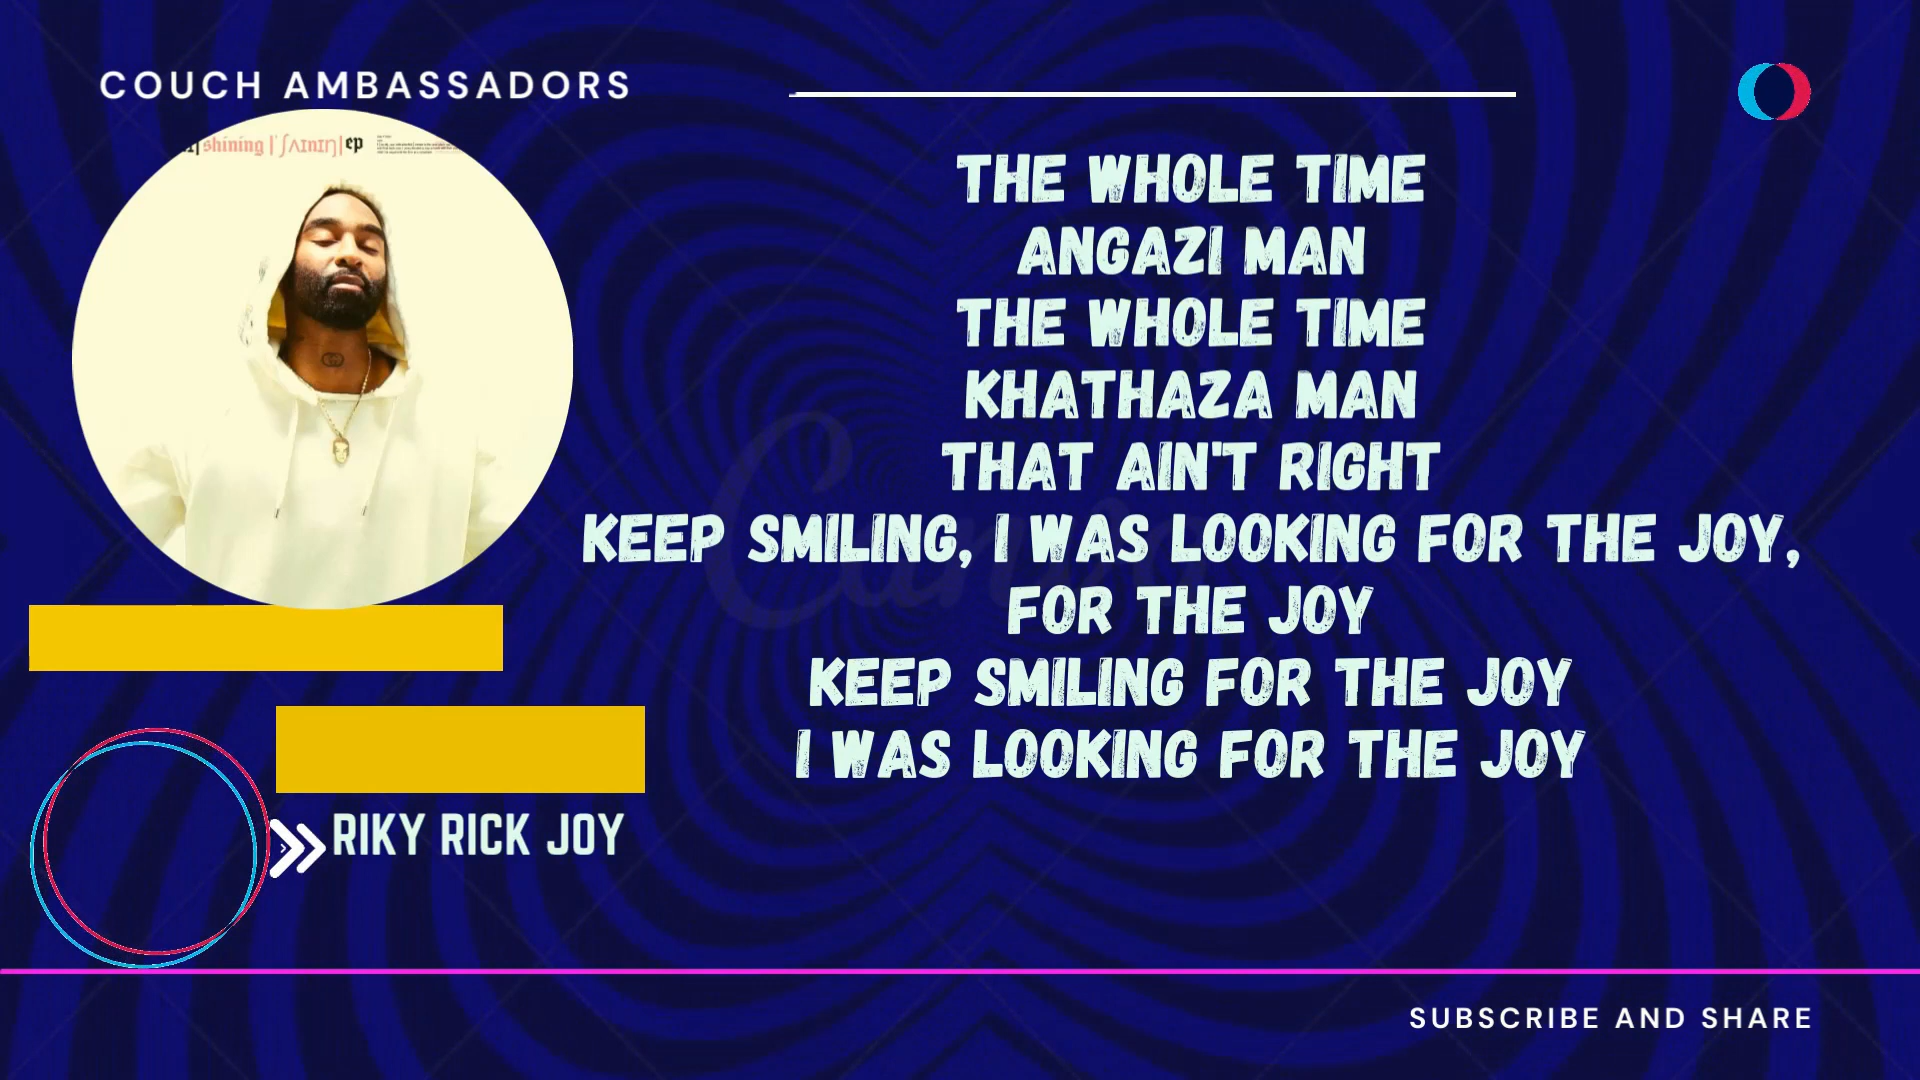 COUCH AMBASSADORS
shining |ˈʃʌɪnɪŋ| ep
THE WHOLE TIME
ANGAZI MAN
THE WHOLE TIME
KHATHAZA MAN
THAT AIN'T RIGHT
KEEP SMILING, I WAS LOOKING FOR THE JOY,
FOR THE JOY
KEEP SMILING FOR THE JOY
I WAS LOOKING FOR THE JOY
RIKY RICK JOY
SUBSCRIBE AND SHARE
Canva